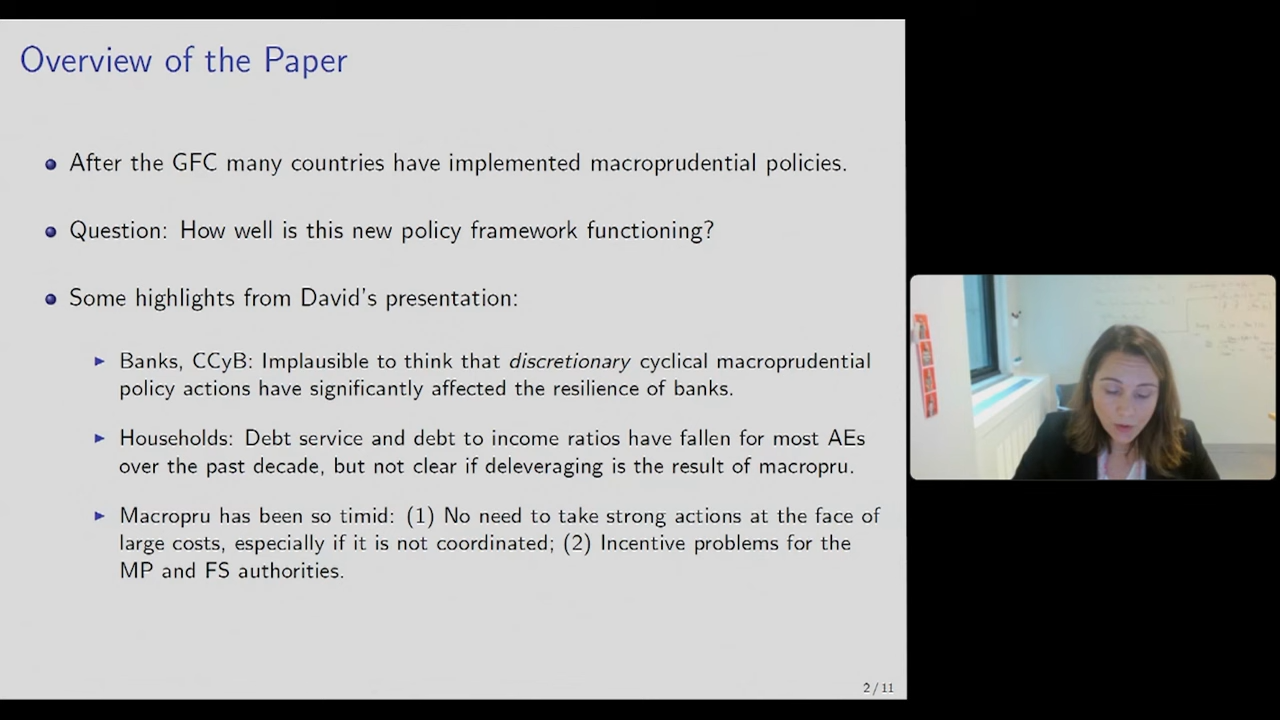 Overview of the Paper
After the GFC many countries have implemented macroprudential policies.
Question: How well is this new policy framework functioning?
Some highlights from David's presentation:
Banks, CCyB: Implausible to think that discretionary cyclical macroprudential
policy actions have significantly affected the resilience of banks.
Households: Debt service and debt to income ratios have fallen for most AEs
over the past decade, but not clear if deleveraging is the result of macropru.
Macropru has been so timid: (1) No need to take strong actions at the face of
large costs, especially if it is not coordinated; (2) Incentive problems for the
MP and FS authorities.
2 / 11